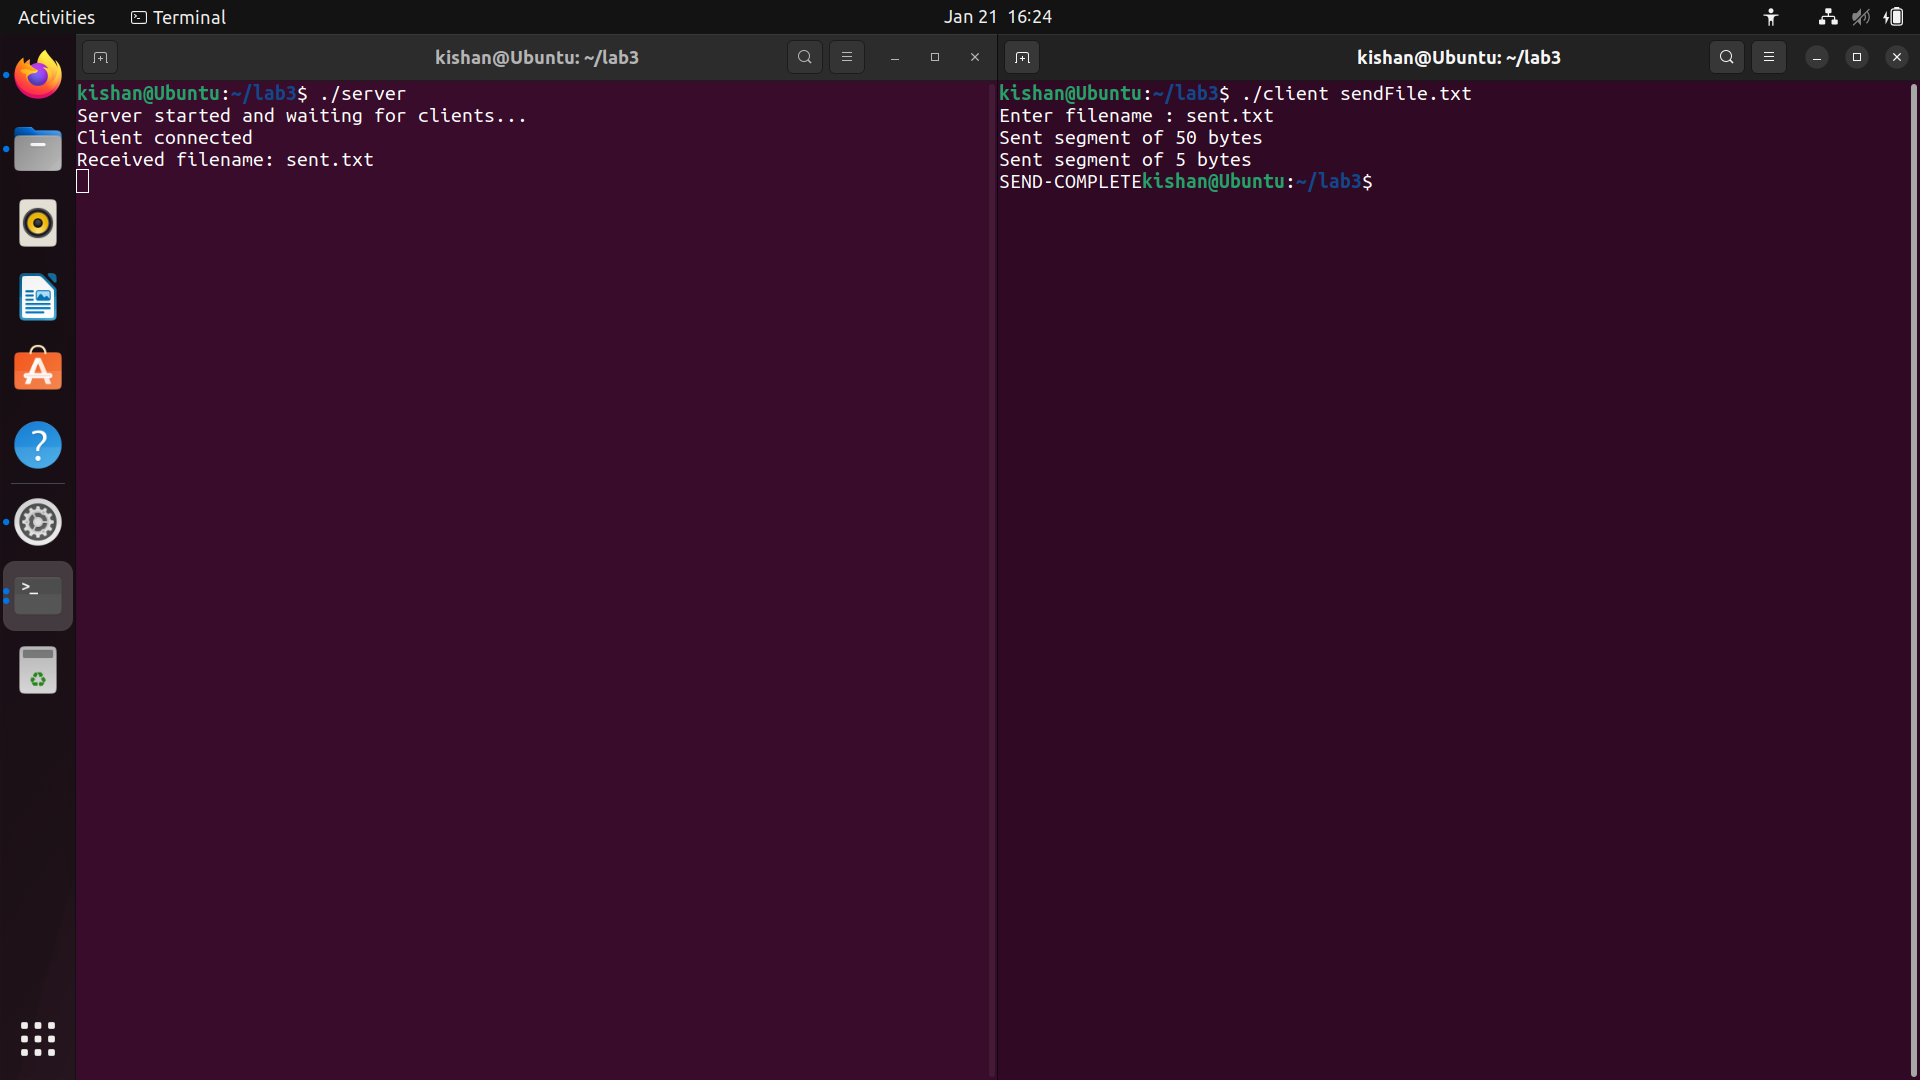 Activities
Terminal
Jan 21 16:24
kishan@Ubuntu: ~/lab3
kishan@Ubuntu:~/lab3$ ./server
Server started and waiting for clients...
Client connected
Received filename: sent.txt
kishan@Ubuntu: ~/lab3
kishan@Ubuntu:~/lab3$ ./client sendFile.txt
Enter filename : sent.txt
Sent segment of 50 bytes
Sent segment of 5 bytes
SEND-COMPLETEkishan@Ubuntu:~/lab3$